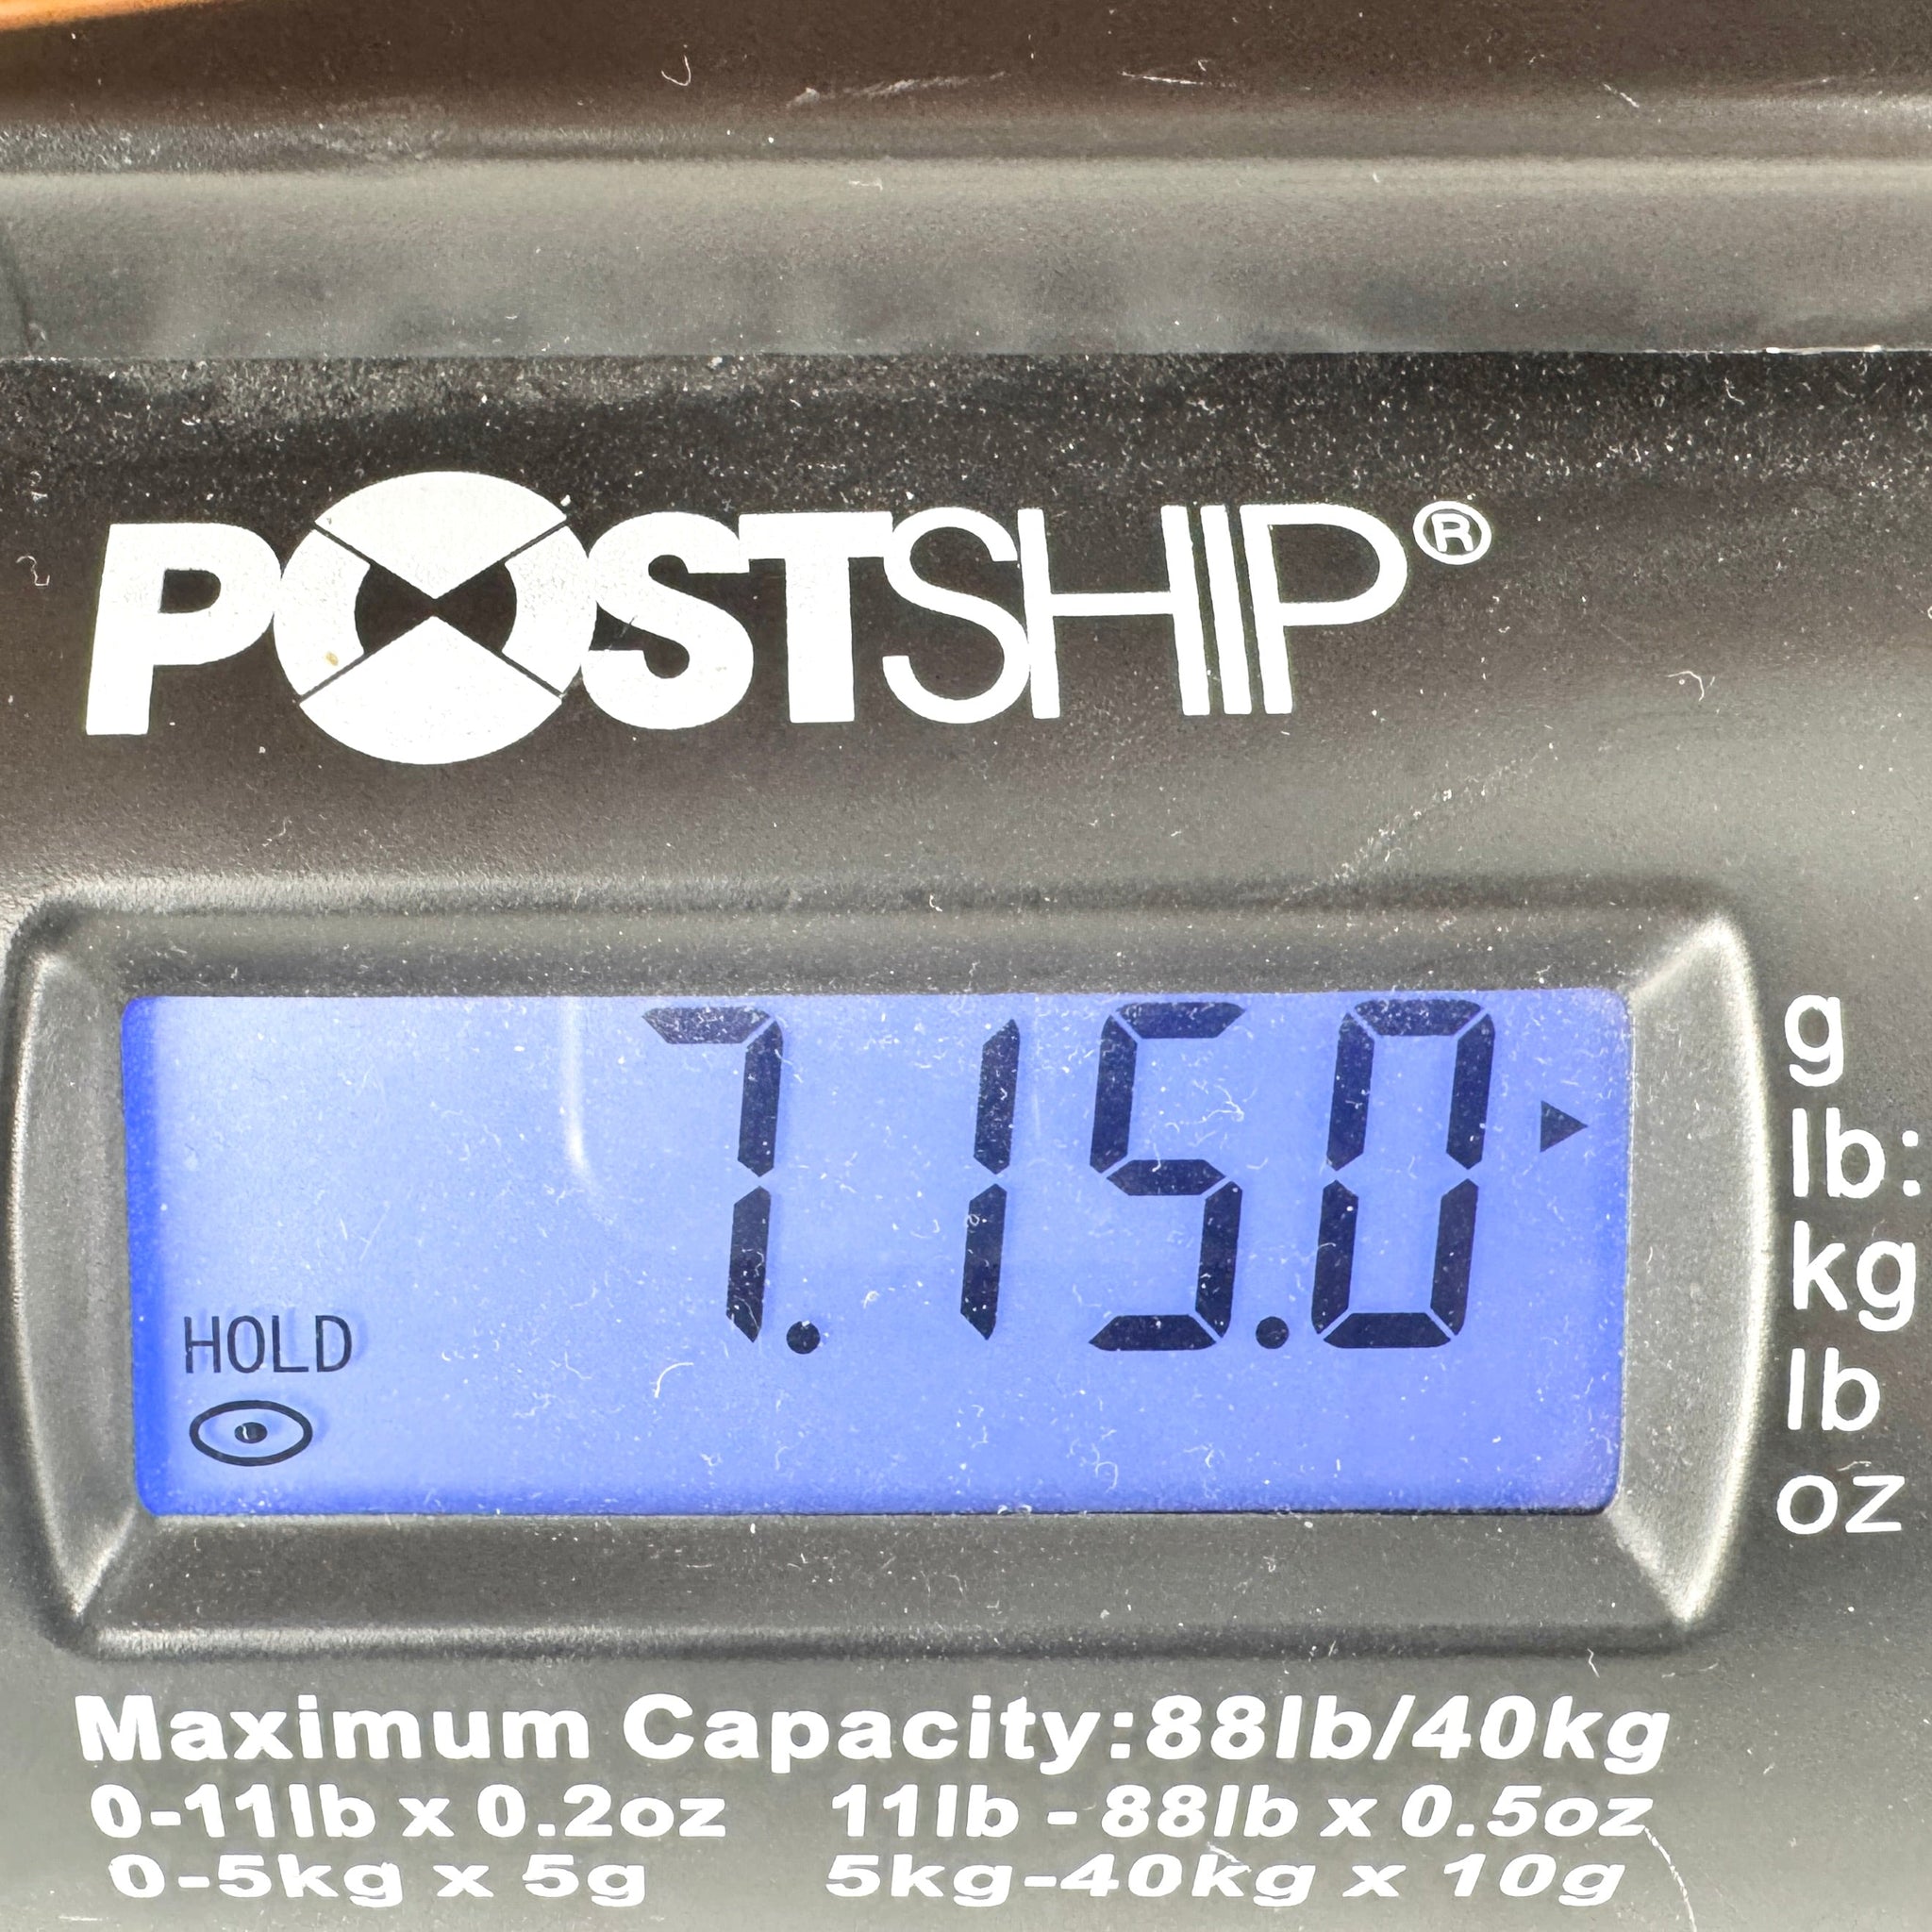 POSTSHIP®
7.15.0
HOLD
g
lb:
kg
lb
oz
Maximum Capacity:88lb/40kg
0-11lb x 0.2oz 11lb - 88lb x 0.5oz
0-5kg x 5g 5kg-40kg x 10g